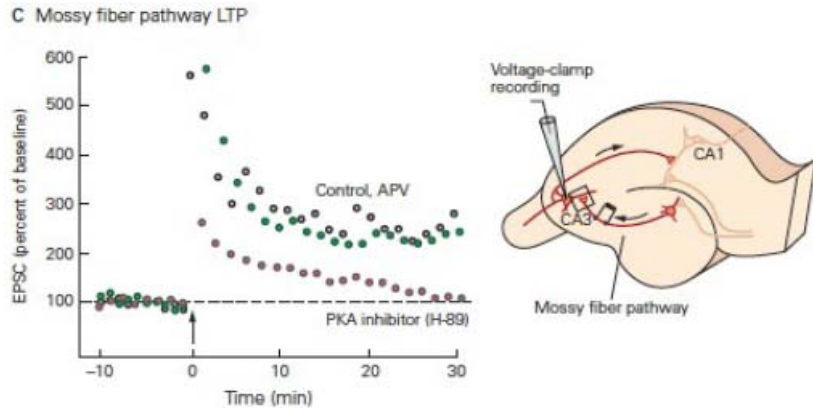 C Mossy fiber pathway LTP
600
500
400
300
200
100
EPSC (percent of baseline)
Control, APV
PKA inhibitor (H-89)
-10
0
10
20
30
Time (min)
Voltage-clamp
recording
CA1
CA3
Mossy fiber pathway